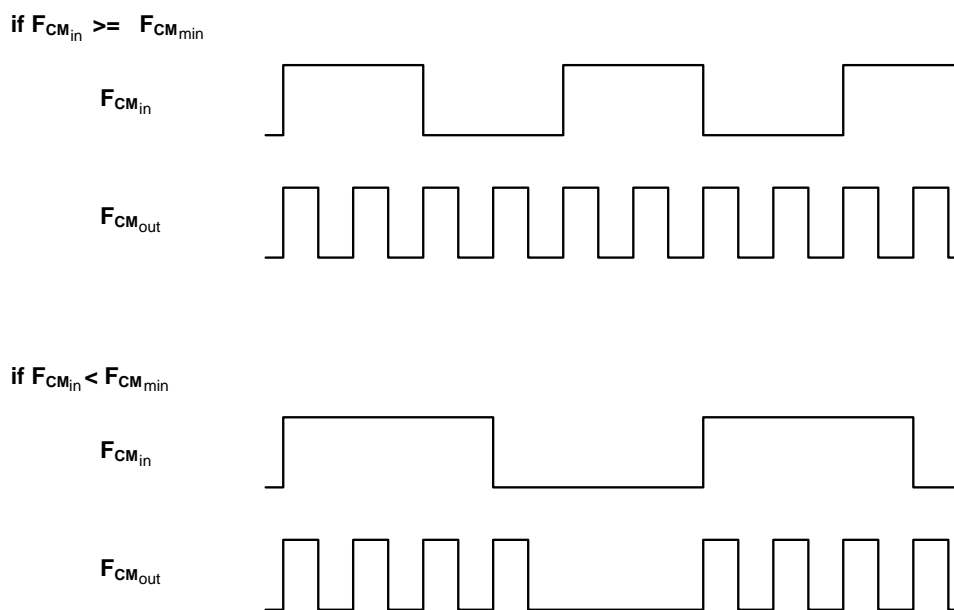 if FCMin >= FCMmin
FCMin
FCMout
if FCMin < FCMmin
FCMin
FCMout